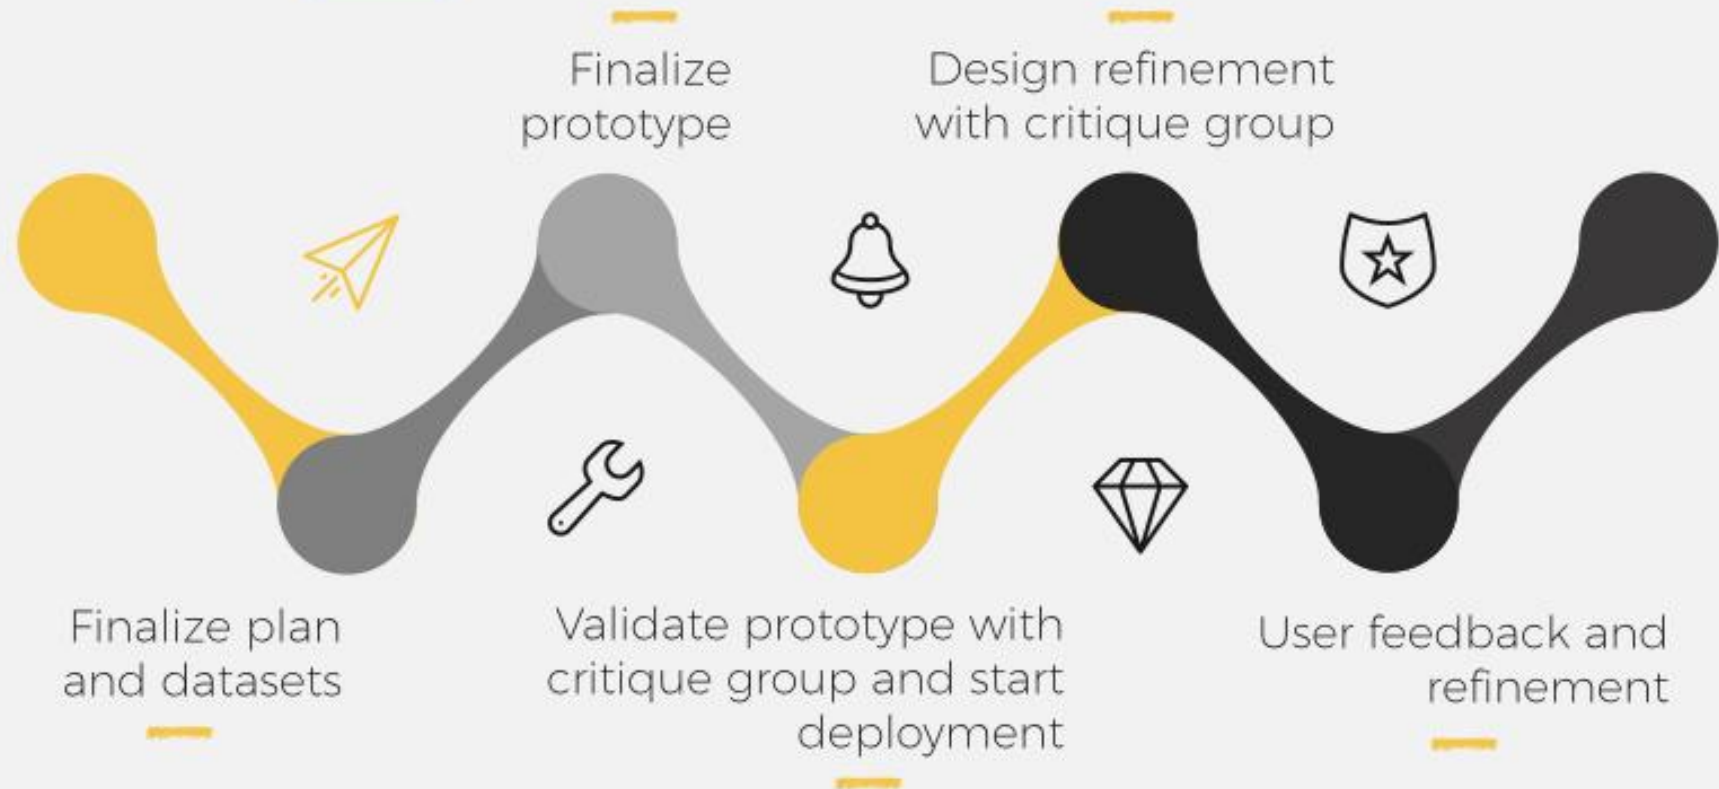 Finalize
prototype
Design refinement
with critique group
Finalize plan
and datasets
Validate prototype with
critique group and start
deployment
User feedback and
refinement